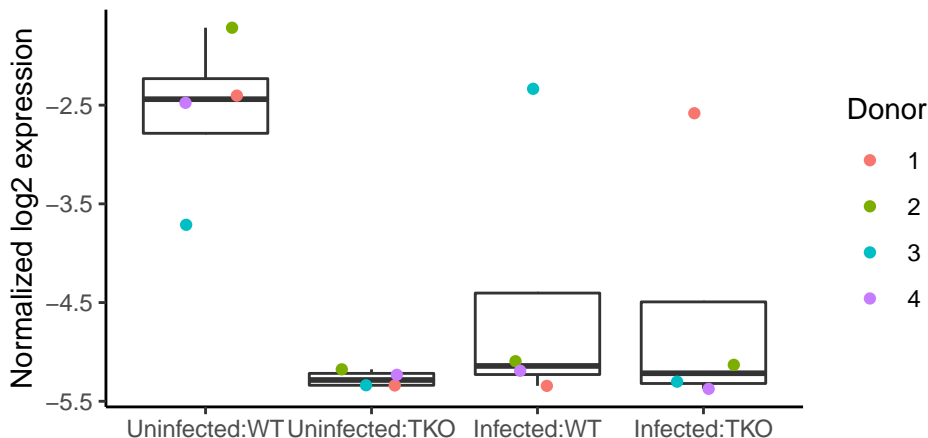 Normalized log2 expression
−2.5
−3.5
−4.5
−5.5
Uninfected:WT Uninfected:TKO Infected:WT Infected:TKO
Donor
1
2
3
4